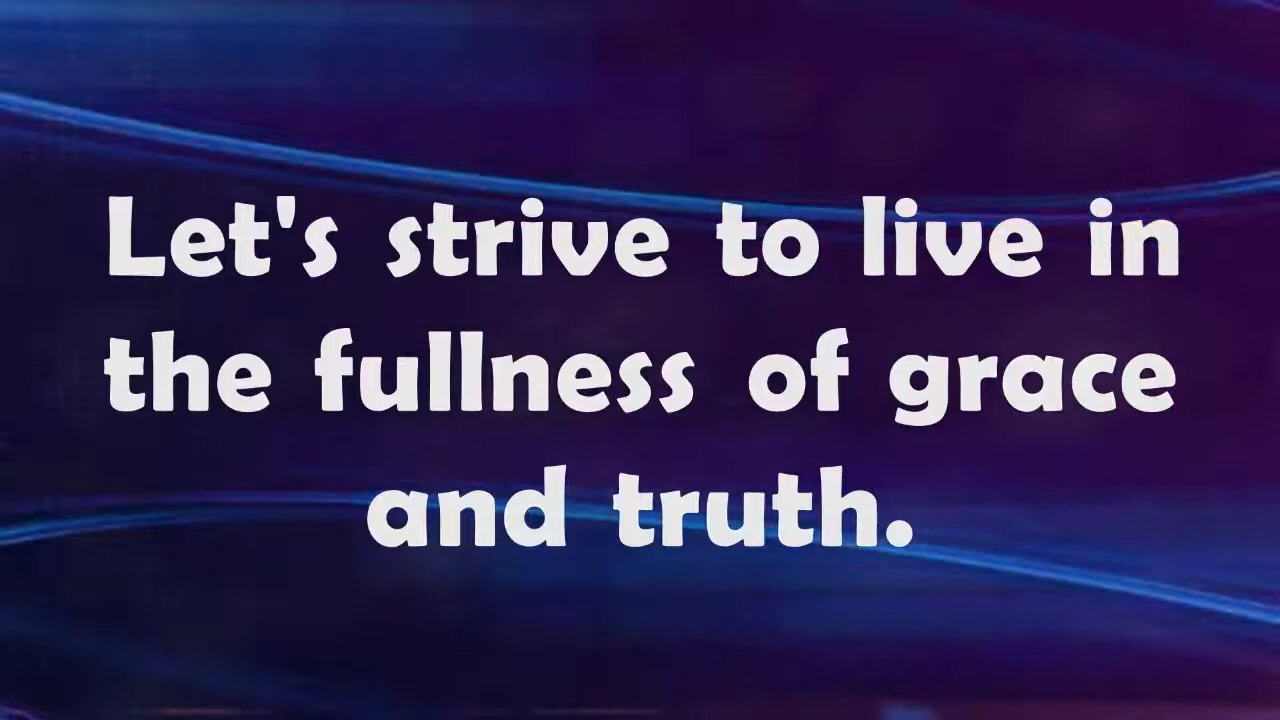 Let's strive to live in
the fullness of grace
and truth.